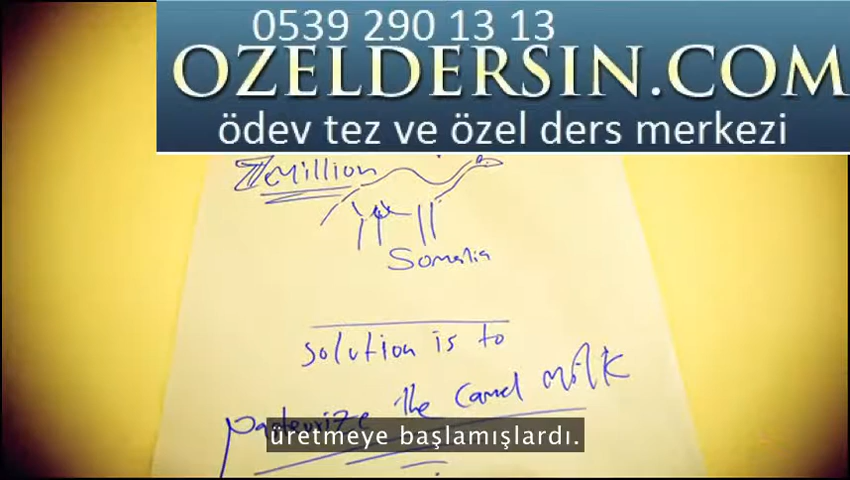 0539 290 13 13
OZELDERSIN.COM
ödev tez ve özel ders merkezi
7 million
Somalia
solution is to
pasteurize the camel milk
üretmeye başlamışlardı.